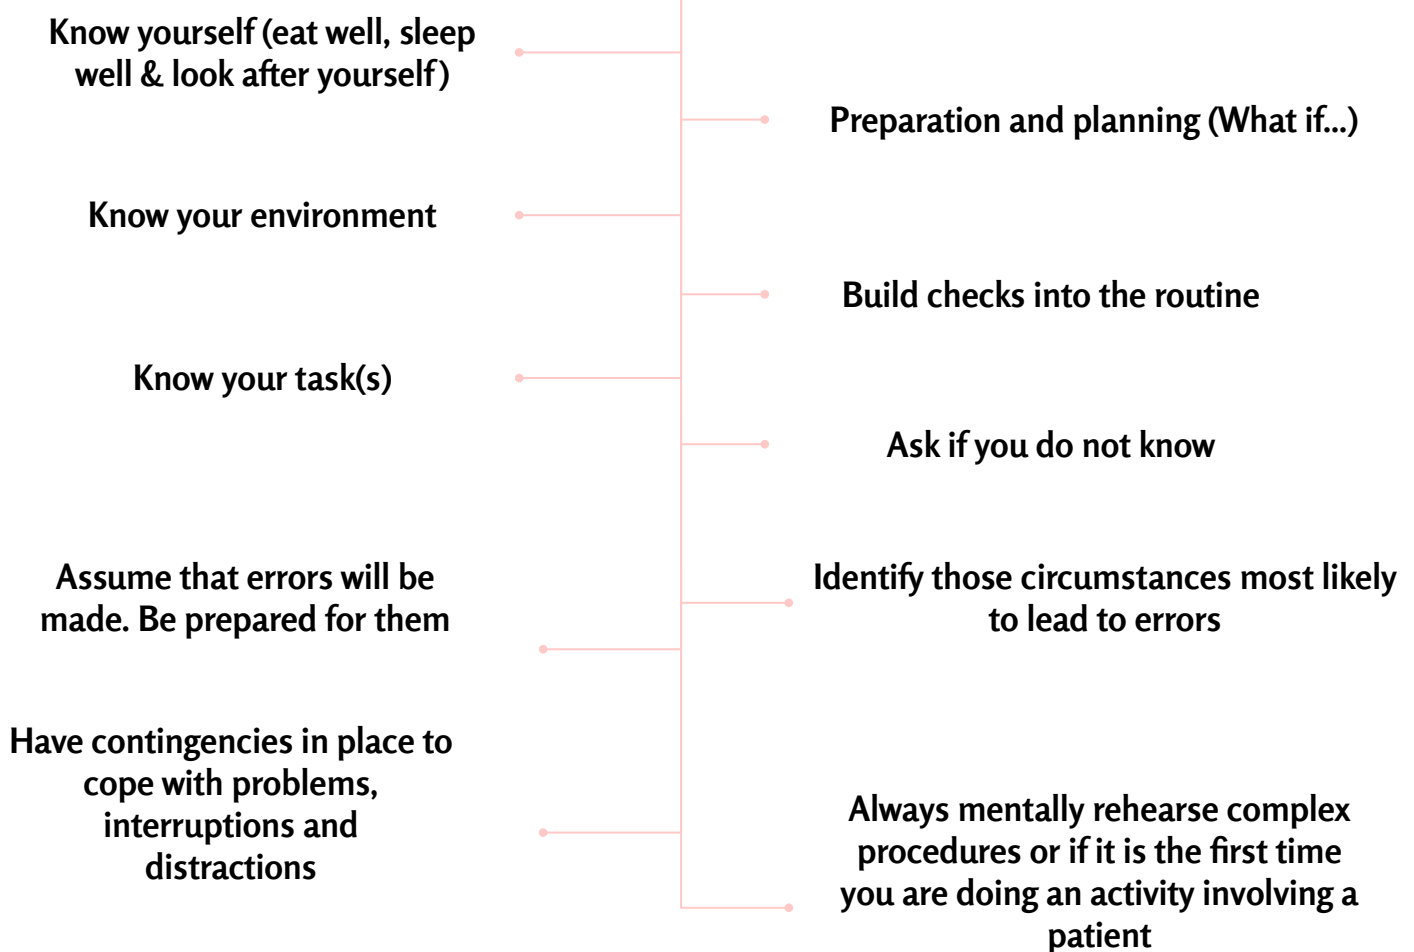 Know yourself (eat well, sleep
well & look after yourself)
Preparation and planning (What if...)
Know your environment
Build checks into the routine
Know your task(s)
Ask if you do not know
Assume that errors will be
made. Be prepared for them
Identify those circumstances most likely
to lead to errors
Have contingencies in place to
cope with problems,
interruptions and
distractions
Always mentally rehearse complex
procedures or if it is the first time
you are doing an activity involving a
patient